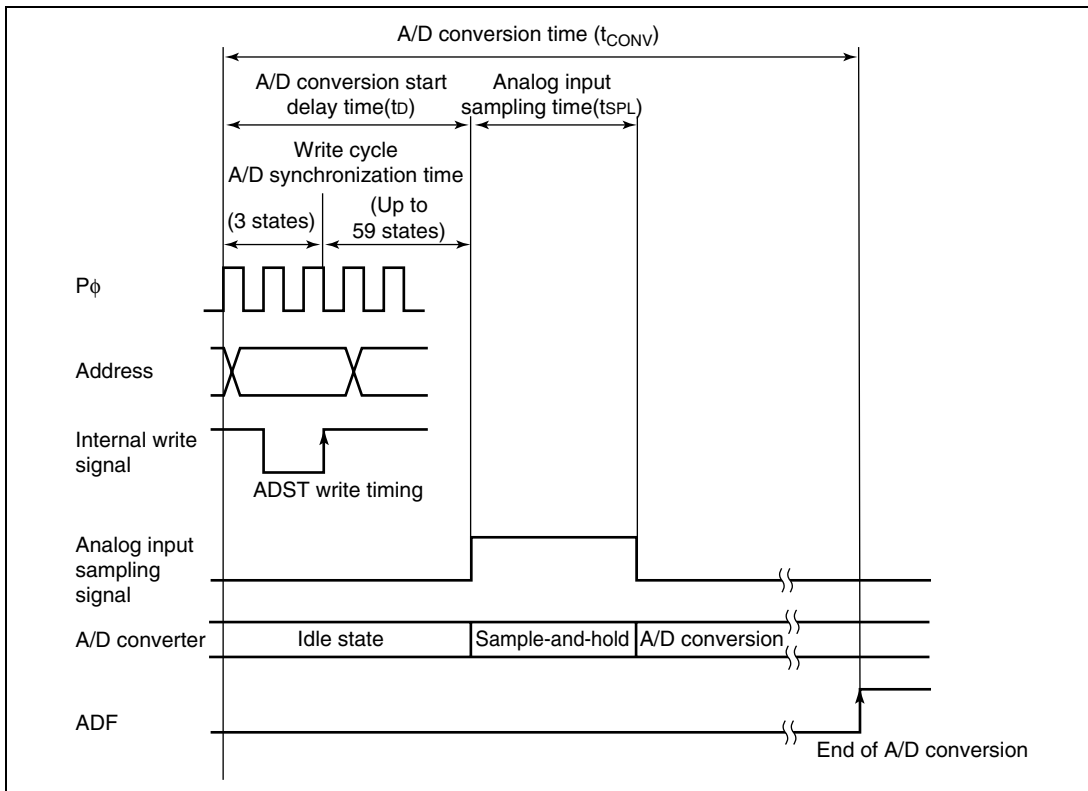 A/D conversion time (tCONV)
A/D conversion start
delay time(tD)
Analog input
sampling time(tSPL)
Write cycle
A/D synchronization time
(3 states)
(Up to
59 states)
Pϕ
Address
Internal write
signal
ADST write timing
Analog input
sampling
signal
A/D converter
Idle state
Sample-and-hold
A/D conversion
ADF
End of A/D conversion